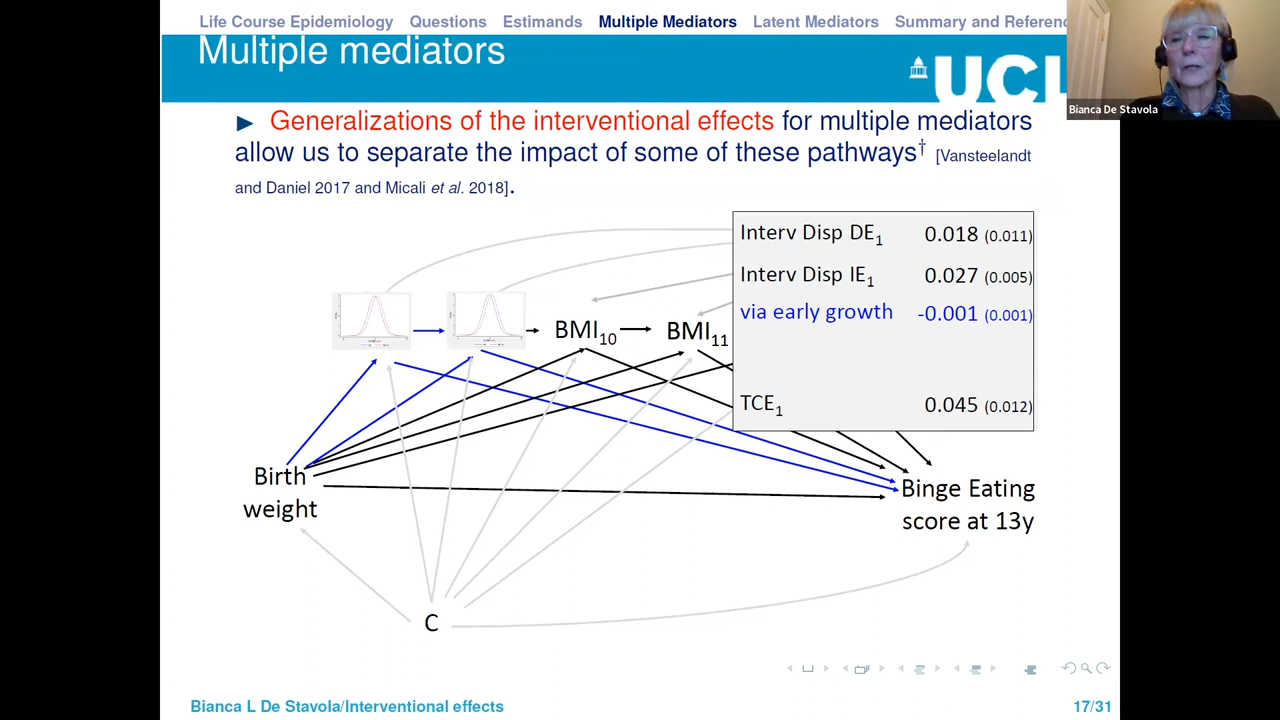 Life Course Epidemiology Questions Estimands Multiple Mediators Latent Mediators Summary and
Multiple mediators
UCL
Bianca De Stavola
Generalizations of the interventional effects for multiple mediators
allow us to separate the impact of some of these pathways† [Vansteelandt
and Daniel 2017 and Micali et al. 2018].
Interv Disp DE1 0.018 (0.011)
Interv Disp IE1 0.027 (0.005)
via early growth -0.001 (0.001)
BMI10 BMI11
TCE1 0.045 (0.012)
Birth
weight
Binge Eating
score at 13y
C
Bianca L De Stavola/Interventional effects 17/31